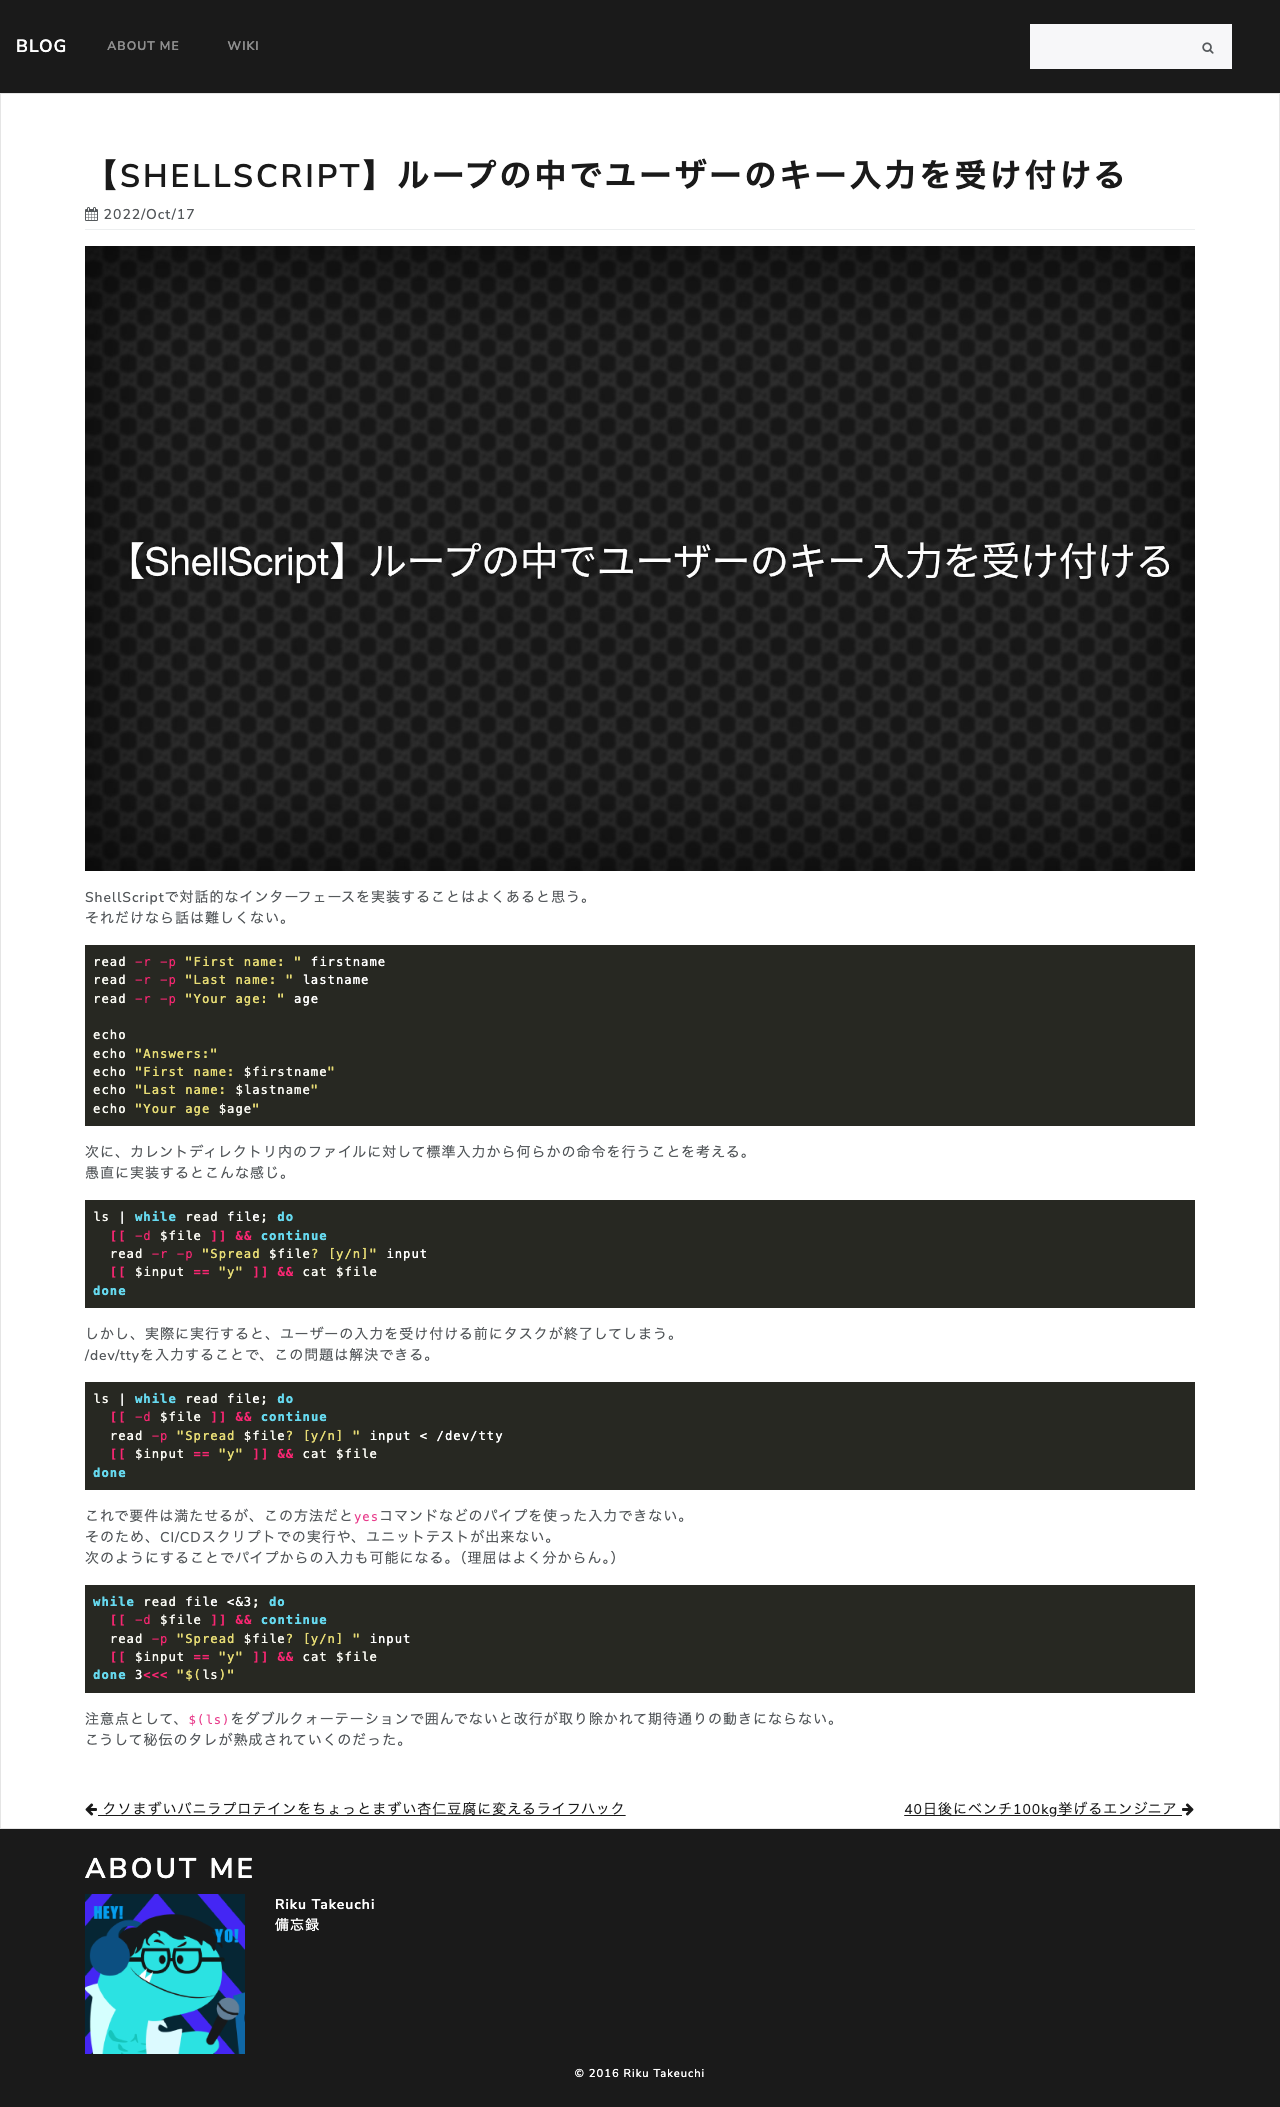 BLOG ABOUT ME WIKI
【SHELLSCRIPT】ループの中でユーザーのキー入力を受け付ける
2022/Oct/17
【ShellScript】ループの中でユーザーのキー入力を受け付ける
ShellScriptで対話的なインターフェースを実装することはよくあると思う。
それだけなら話は難しくない。
read -r -p "First name: " firstname
read -r -p "Last name: " lastname
read -r -p "Your age: " age
echo
echo "Answers:"
echo "First name: $firstname"
echo "Last name: $lastname"
echo "Your age $age"
次に、カレントディレクトリ内のファイルに対して標準入力から何らかの命令を行うことを考える。
愚直に実装するとこんな感じ。
ls | while read file; do
  [[ -d $file ]] && continue
  read -r -p "Spread $file? [y/n]" input
  [[ $input == "y" ]] && cat $file
done
しかし、実際に実行すると、ユーザーの入力を受け付ける前にタスクが終了してしまう。
/dev/ttyを入力することで、この問題は解決できる。
ls | while read file; do
  [[ -d $file ]] && continue
  read -p "Spread $file? [y/n] " input < /dev/tty
  [[ $input == "y" ]] && cat $file
done
これで要件は満たせるが、この方法だとyesコマンドなどのパイプを使った入力できない。
そのため、CI/CDスクリプトでの実行や、ユニットテストが出来ない。
次のようにすることでパイプからの入力も可能になる。（理屈はよく分からん。）
while read file <&3; do
  [[ -d $file ]] && continue
  read -p "Spread $file? [y/n] " input
  [[ $input == "y" ]] && cat $file
done 3<<< "$(ls)"
注意点として、$(ls)をダブルクォーテーションで囲んでないと改行が取り除かれて期待通りの動きにならない。
こうして秘伝のタレが熟成されていくのだった。
クソまずいバニラプロテインをちょっとまずい杏仁豆腐に変えるライフハック 40日後にベンチ100kg挙げるエンジニア
ABOUT ME
HEY!
YO!
Riku Takeuchi
備忘録
© 2016 Riku Takeuchi